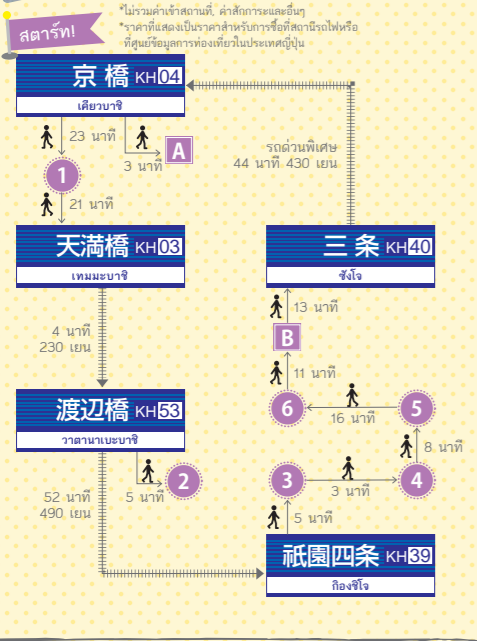 *ไม่รวมค่าเข้าสถานที่, ค่าสักการะและอื่นๆ
*ราคาที่แสดงเป็นราคาสำหรับการซื้อที่สถานีรถไฟหรือ
ที่ศูนย์ข้อมูลการท่องเที่ยวในประเทศญี่ปุ่น
สตาร์ท!
京橋 KH04
เคียวบาชิ
23 นาที
3 นาที
A
1
21 นาที
รถด่วนพิเศษ
44 นาที 430 เยน
天満橋 KH03
เทมมะบาชิ
三条 KH40
ซังโจ
4 นาที
230 เยน
13 นาที
B
11 นาที
渡辺橋 KH53
วาตานาเบะบาชิ
6
16 นาที
5
8 นาที
52 นาที
490 เยน
5 นาที
2
3
3 นาที
4
5 นาที
祇園四条 KH39
กิองชิโจ